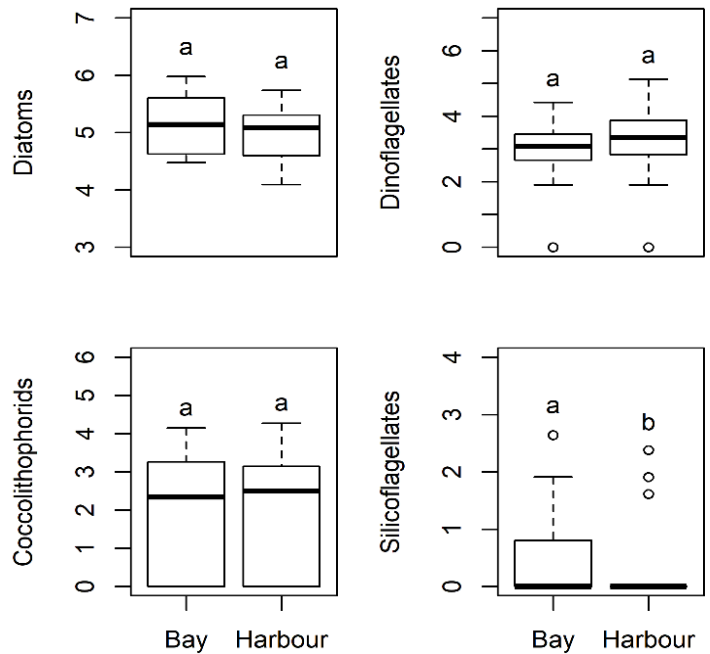 Diatoms
7
6
5
4
3
a
a
Dinoflagellates
6
4
2
0
a
a
Coccolithophorids
6
5
4
3
2
1
0
a
a
Bay
Harbour
Silicoflagellates
4
3
2
1
0
a
b
Bay
Harbour